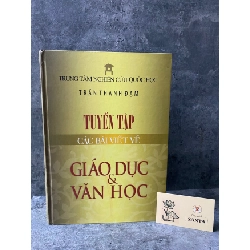 TRUNG TÂM NGHIÊN CỨU QUỐC HỌC
TRẦN THANH ĐẠM
TUYỂN TẬP
CÁC BÀI VIẾT VỀ
GIÁO DỤC
&
VĂN HỌC